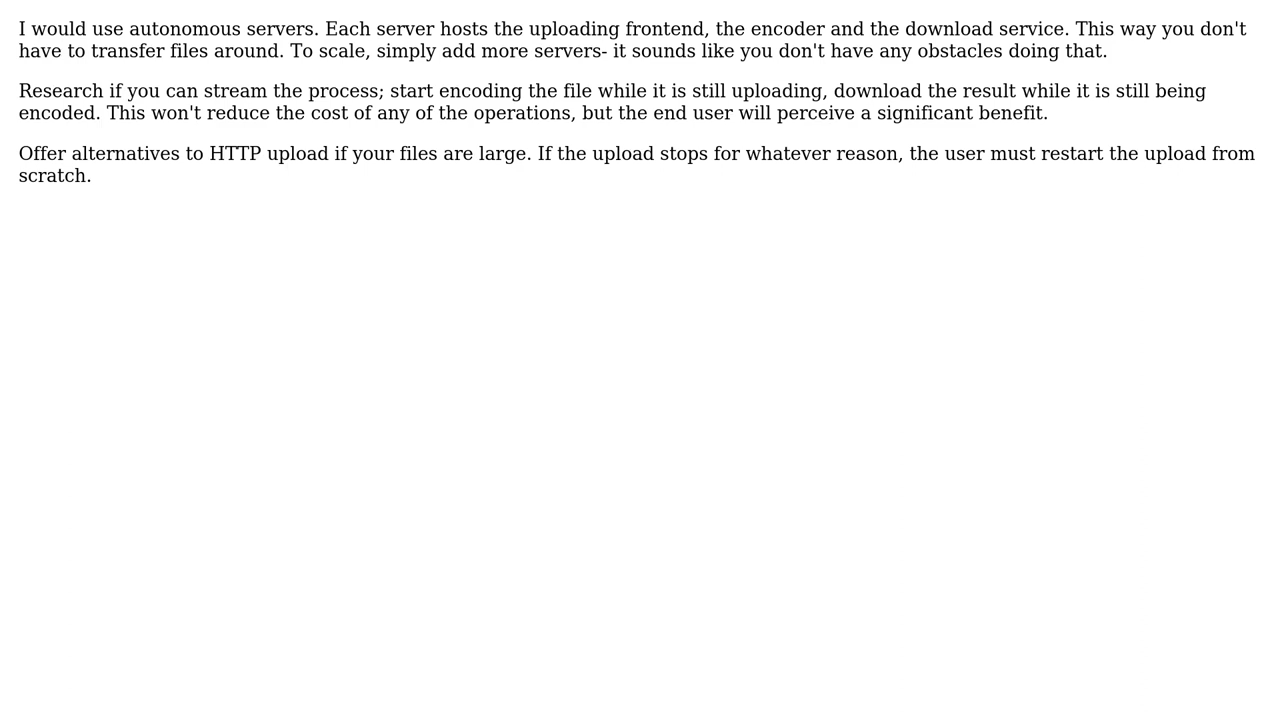 I would use autonomous servers. Each server hosts the uploading frontend, the encoder and the download service. This way you don't
have to transfer files around. To scale, simply add more servers- it sounds like you don't have any obstacles doing that.
Research if you can stream the process; start encoding the file while it is still uploading, download the result while it is still being
encoded. This won't reduce the cost of any of the operations, but the end user will perceive a significant benefit.
Offer alternatives to HTTP upload if your files are large. If the upload stops for whatever reason, the user must restart the upload from
scratch.